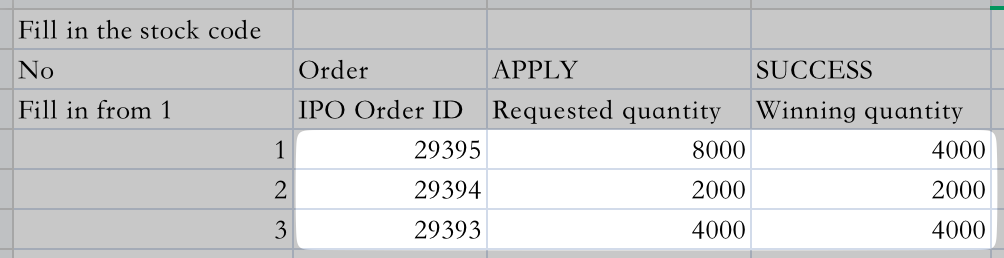 Fill in the stock code
No Order APPLY SUCCESS
Fill in from 1 IPO Order ID Requested quantity Winning quantity
1 29395 8000 4000
2 29394 2000 2000
3 29393 4000 4000